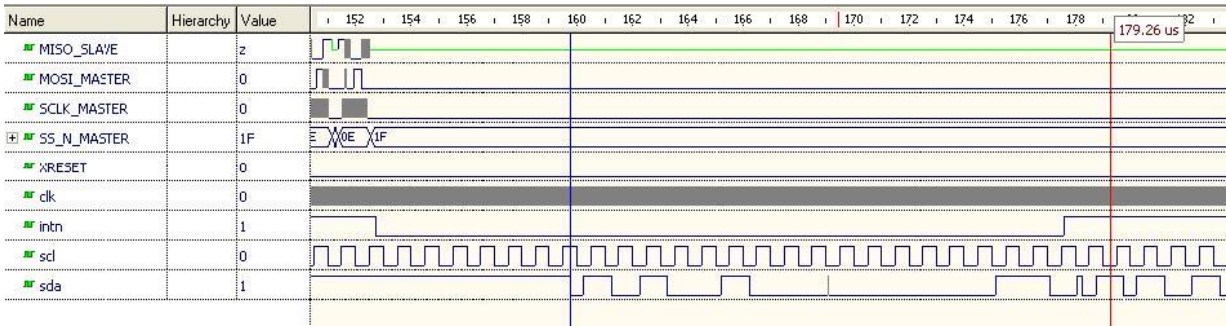 Name Hierarchy Value 152 154 156 158 160 162 164 166 168 170 172 174 176 178 182
179.26 us
MISO_SLAVE z
MOSI_MASTER 0
SCLK_MASTER 0
SS_N_MASTER 1F E 0E 1F
XRESET 0
clk 0
intn 1
scl 0
sda 1